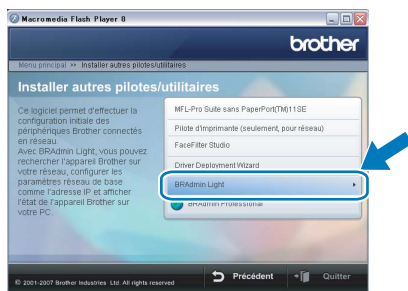 Macromedia Flash Player 8
brother
Menu principal >> Installer autres pilotes/utilitaires
Installer autres pilotes/utilitaires
Ce logiciel permet d'effectuer la
configuration initiale des
périphériques Brother connectés
en réseau.
Avec BRAdmin Light, vous pouvez
rechercher l'appareil Brother sur
votre réseau, configurer les
paramètres réseau de base
comme l'adresse IP et afficher
l'état de l'appareil Brother sur
votre PC.
MFL-Pro Suite sans PaperPort(TM)11SE
Pilote d'imprimante (seulement, pour réseau)
FaceFilter Studio
Driver Deployment Wizard
BRAdmin Light
BRAdmin Professional
© 2001-2007 Brother Industries Ltd. All rights reserved
Précédent
Quitter